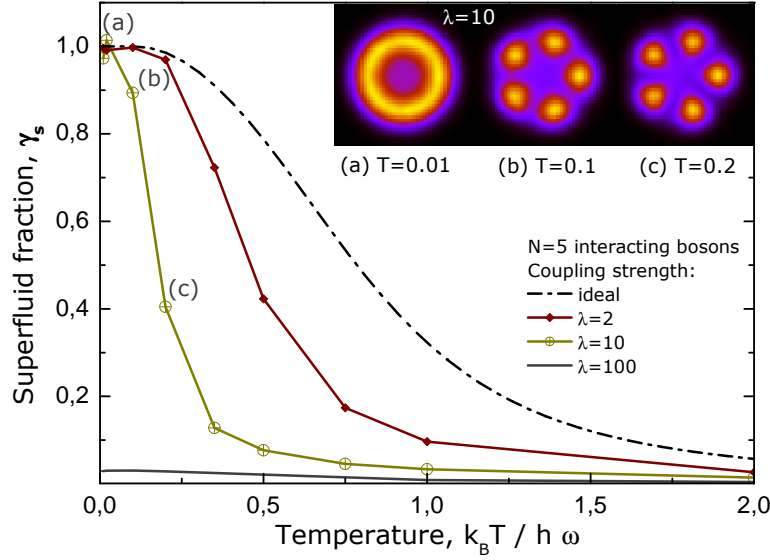 λ=10
(a) T=0.01 (b) T=0.1 (c) T=0.2
(a)
(b)
(c)
N=5 interacting bosons
Coupling strength:
ideal
λ=2
λ=10
λ=100
Superfluid fraction, γs
1,0
0,8
0,6
0,4
0,2
0,0 0,5 1,0 1,5 2,0
Temperature, kBT / h ω